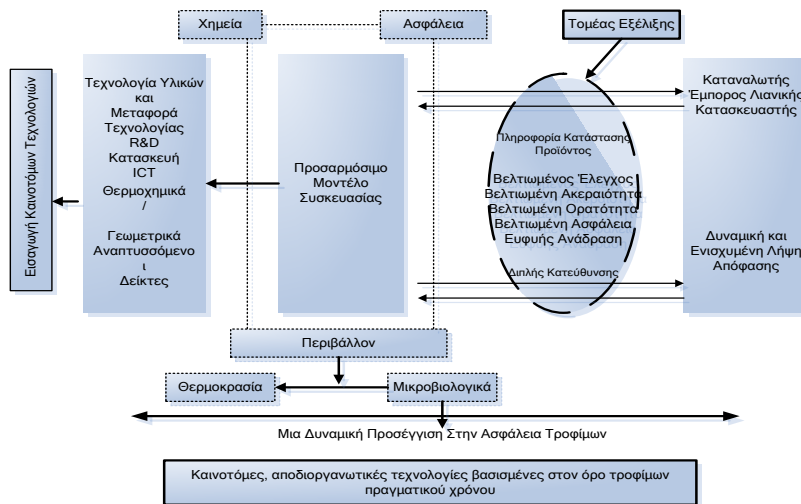 Χημεία
Ασφάλεια
Τομέας Εξέλιξης
Εισαγωγή Καινοτόμων Τεχνολογιών
Τεχνολογία Υλικών
και
Μεταφορά
Τεχνολογίας
R&D
Κατασκευή
ICT
Θερμοχημικά
/
Γεωμετρικά
Αναπτυσσόμενο
ι
Δείκτες
Προσαρμόσιμο
Μοντέλο
Συσκευασίας
Πληροφορία Κατάστασης
Προϊόντος
Βελτιωμένος Έλεγχος
Βελτιωμένη Ακεραιότητα
Βελτιωμένη Ορατότητα
Βελτιωμένη Ασφάλεια
Ευφυής Ανάδραση
Διπλής Κατεύθυνσης
Καταναλωτής
Έμπορος Λιανικής
Κατασκευαστής
Δυναμική και
Ενισχυμένη Λήψη
Απόφασης
Περιβάλλον
Θερμοκρασία
Μικροβιολογικά
Μια Δυναμική Προσέγγιση Στην Ασφάλεια Τροφίμων
Καινοτόμες, αποδιοργανωτικές τεχνολογίες βασισμένες στον όρο τροφίμων
πραγματικού χρόνου